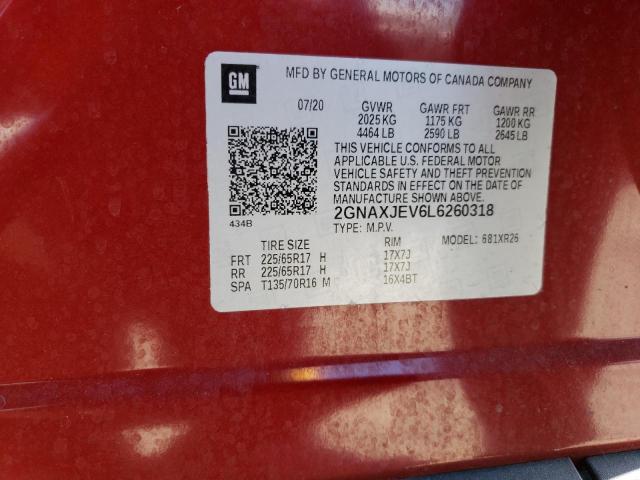 GM
MFD BY GENERAL MOTORS OF CANADA COMPANY
07/20 GVWR GAWR FRT GAWR RR
2025 KG 1175 KG 1200 KG
4464 LB 2590 LB 2645 LB
THIS VEHICLE CONFORMS TO ALL
APPLICABLE U.S. FEDERAL MOTOR
VEHICLE SAFETY AND THEFT PREVENTION
STANDARDS IN EFFECT ON THE DATE OF
MANUFACTURE SHOWN ABOVE.
434B 2GNAXJEV6L6260318
TYPE: M.P.V. MODEL: 681XR26
TIRE SIZE RIM
FRT 225/65R17 H 17X7J
RR 225/65R17 H 17X7J
SPA T135/70R16 M 16X4BT